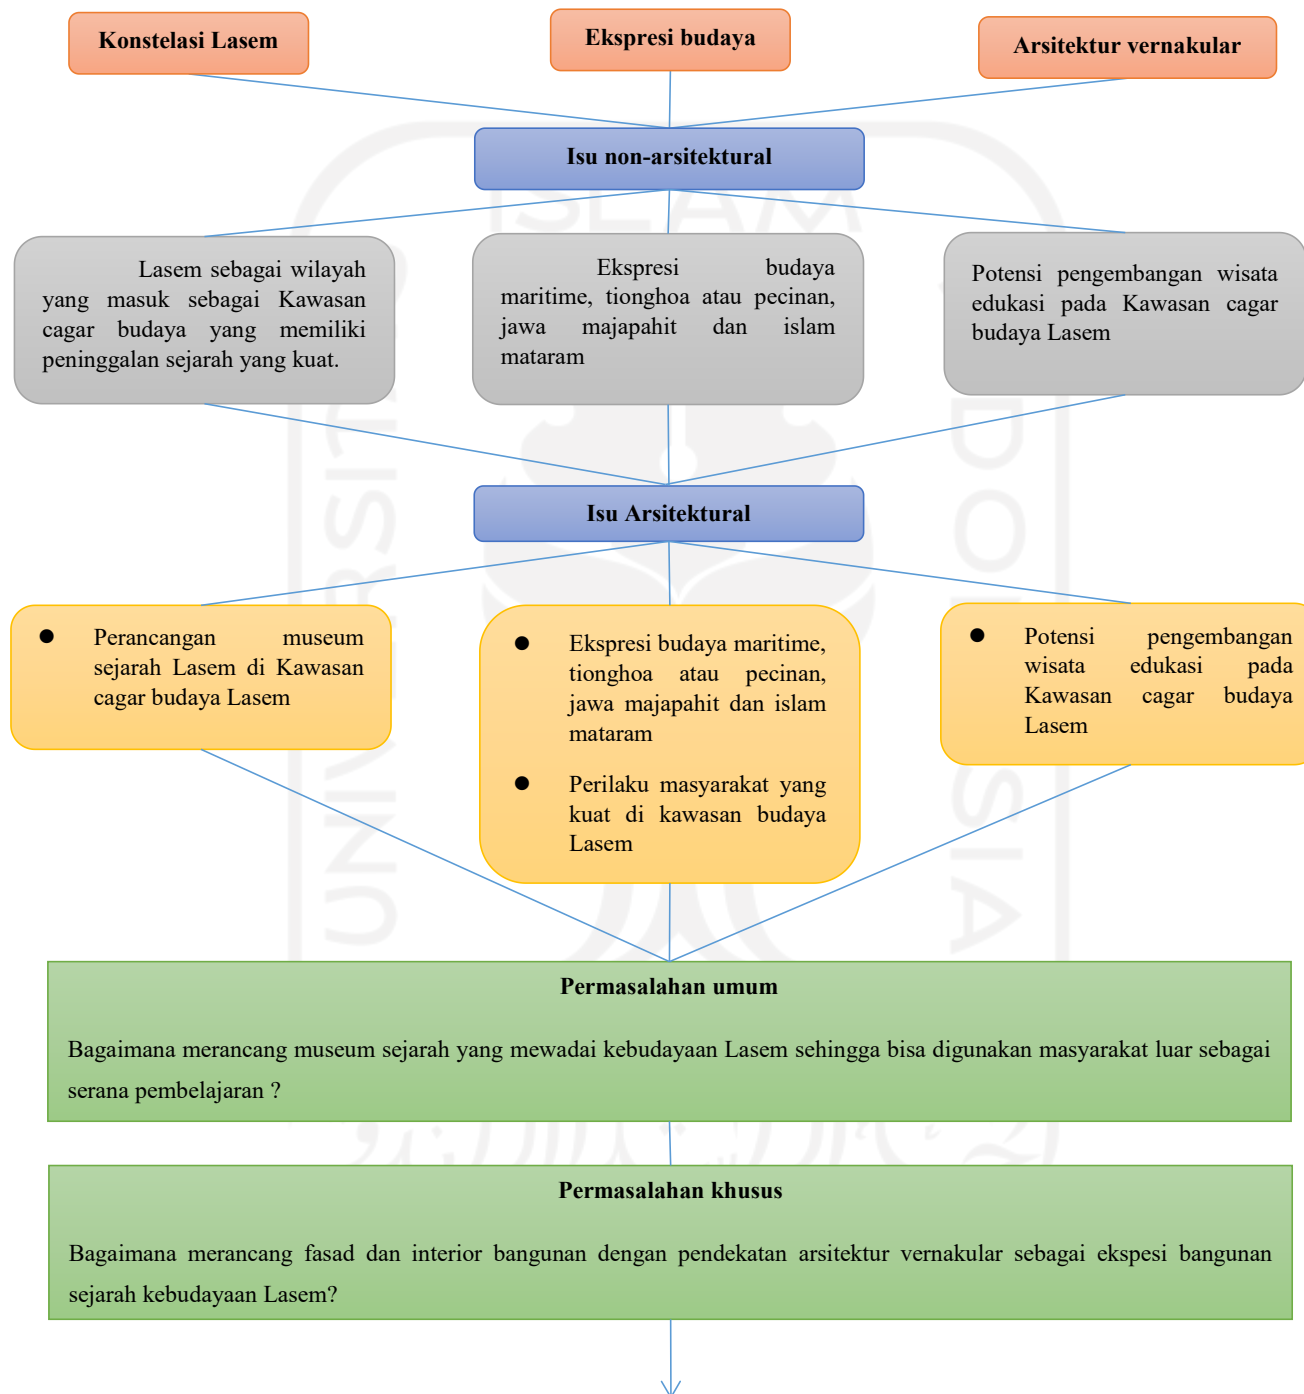 Konstelasi Lasem
Ekspresi budaya
Arsitektur vernakular
Isu non-arsitektural
Lasem sebagai wilayah
yang masuk sebagai Kawasan
cagar budaya yang memiliki
peninggalan sejarah yang kuat.
Ekspresi budaya
maritime, tionghoa atau pecinan,
jawa majapahit dan islam
mataram
Potensi pengembangan wisata
edukasi pada Kawasan cagar
budaya Lasem
Isu Arsitektural
● Perancangan museum
sejarah Lasem di Kawasan
cagar budaya Lasem
● Ekspresi budaya maritime,
tionghoa atau pecinan,
jawa majapahit dan islam
mataram
● Perilaku masyarakat yang
kuat di kawasan budaya
Lasem
● Potensi pengembangan
wisata edukasi pada
Kawasan cagar budaya
Lasem
Permasalahan umum
Bagaimana merancang museum sejarah yang mewadai kebudayaan Lasem sehingga bisa digunakan masyarakat luar sebagai
serana pembelajaran ?
Permasalahan khusus
Bagaimana merancang fasad dan interior bangunan dengan pendekatan arsitektur vernakular sebagai ekspesi bangunan
sejarah kebudayaan Lasem?